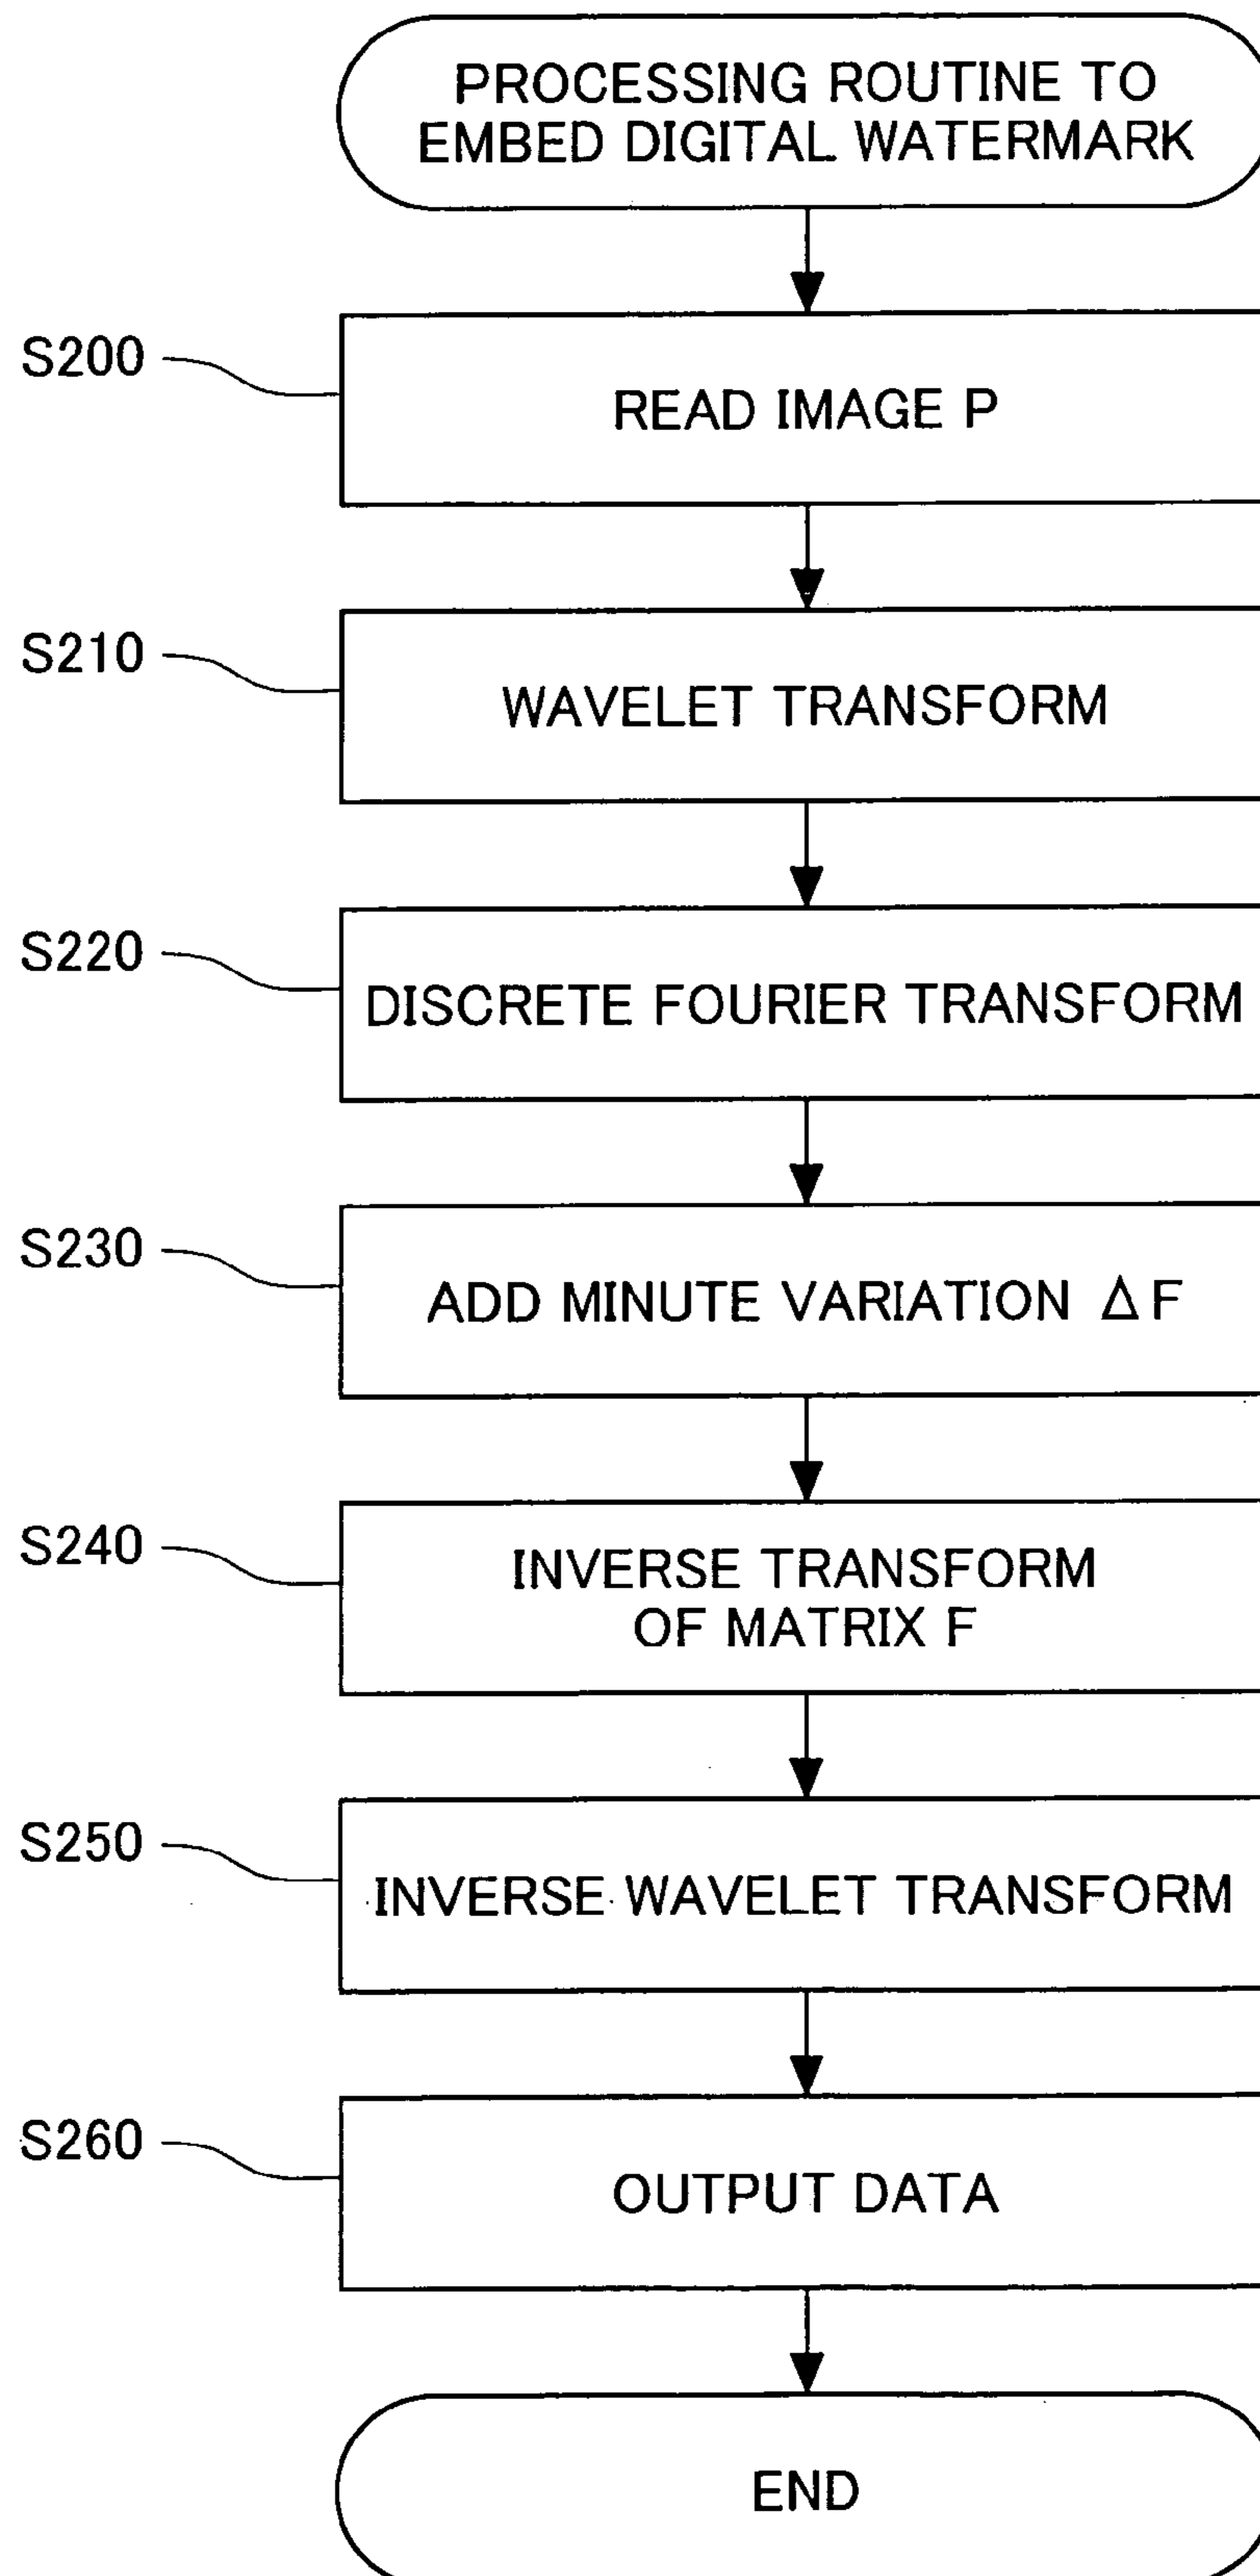 PROCESSING ROUTINE TO
EMBED DIGITAL WATERMARK
S200
READ IMAGE P
S210
WAVELET TRANSFORM
S220
DISCRETE FOURIER TRANSFORM
S230
ADD MINUTE VARIATION ΔF
S240
INVERSE TRANSFORM
OF MATRIX F
S250
INVERSE WAVELET TRANSFORM
S260
OUTPUT DATA
END